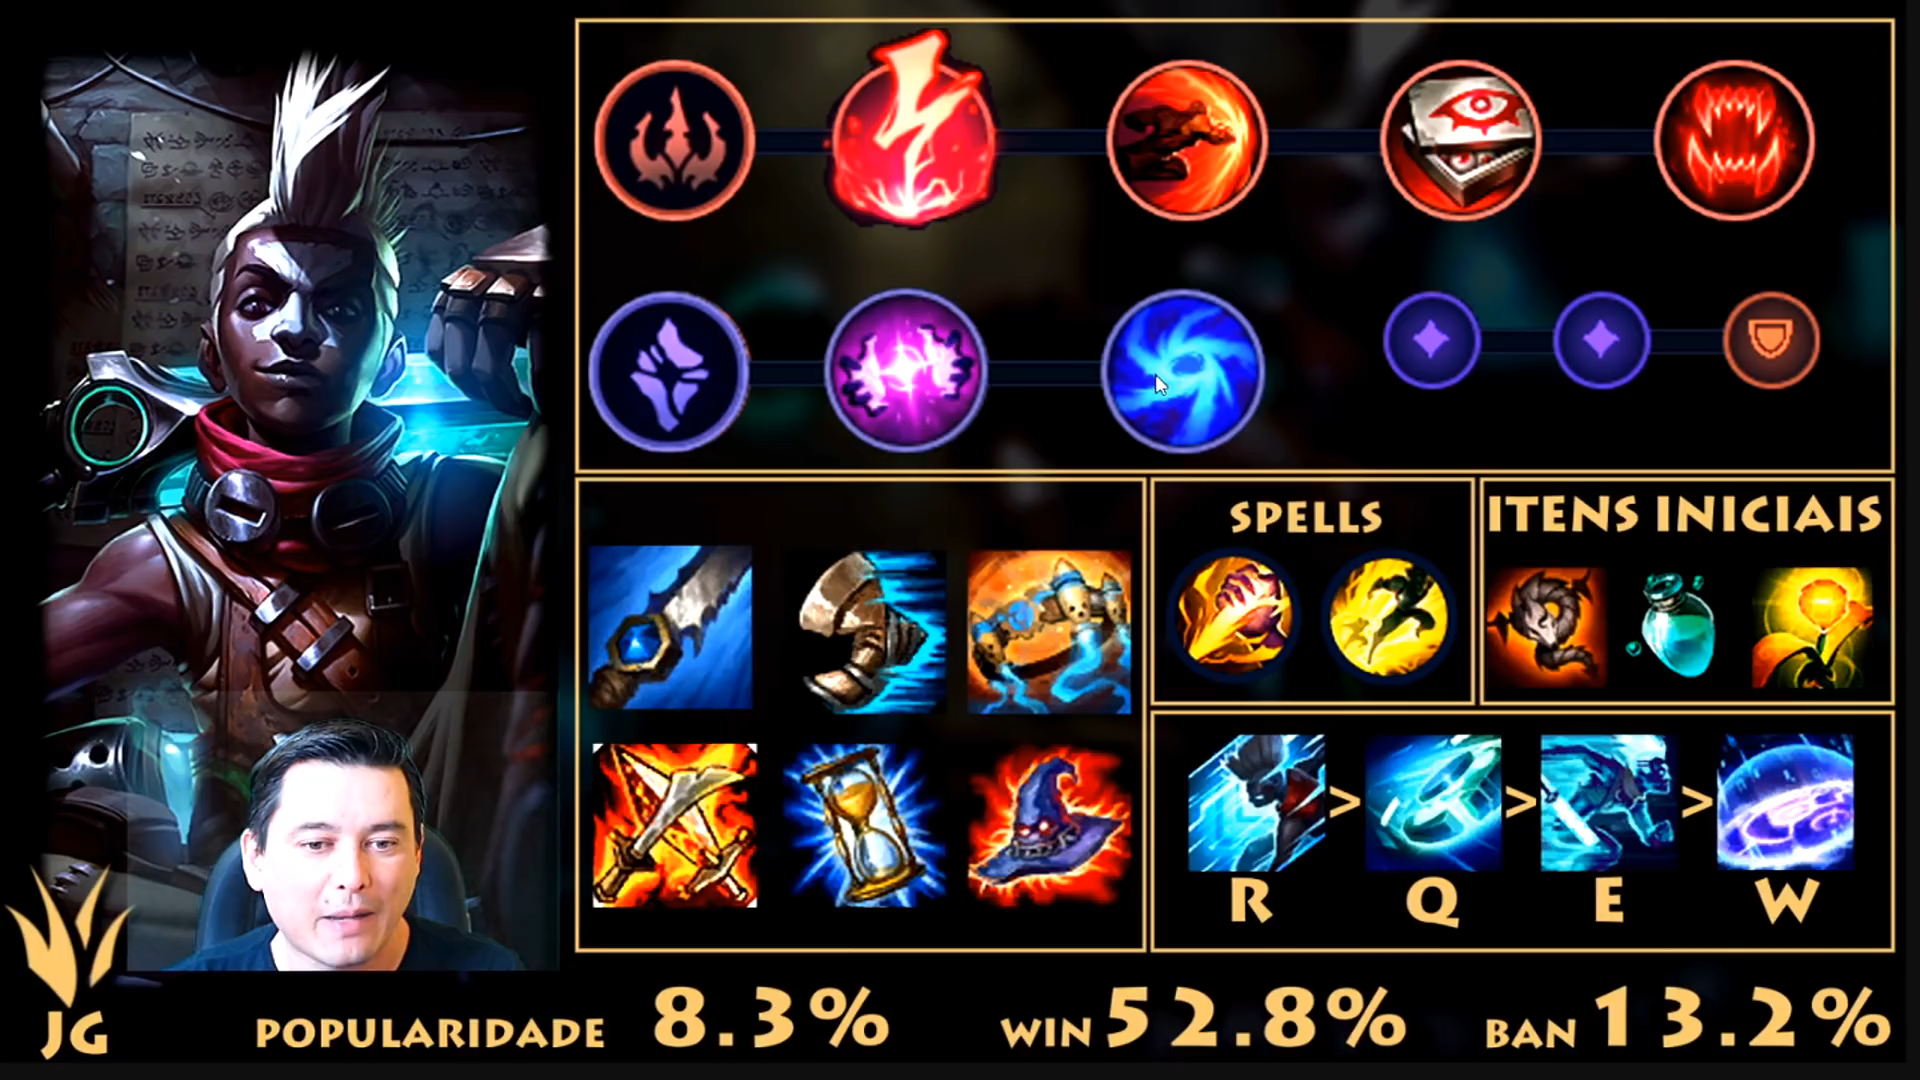 SPELLS
ITENS INICIAIS
> > >
R Q E W
JG
POPULARIDADE 8.3% WIN 52.8% BAN 13.2%